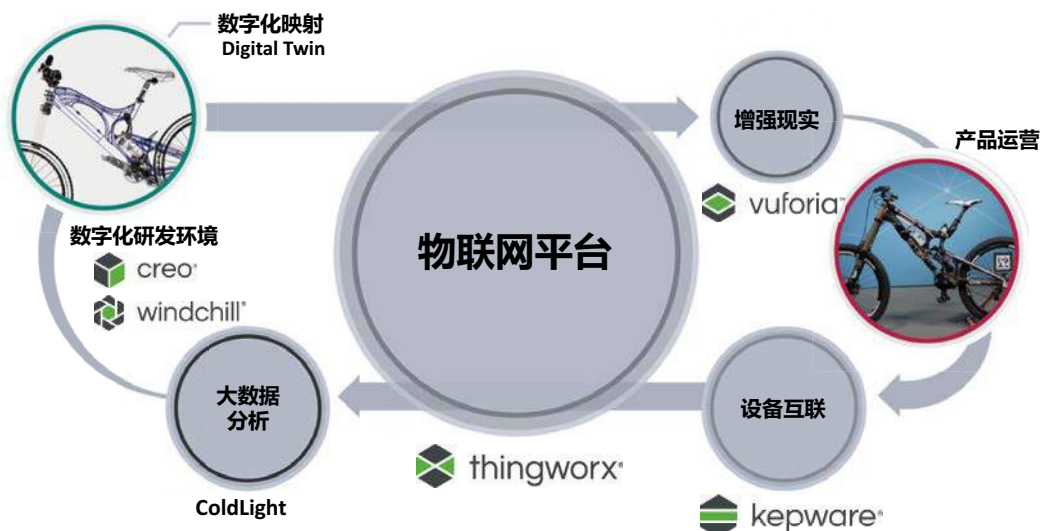 数字化映射
Digital Twin
增强现实
产品运营
vuforia™
物联网平台
数字化研发环境
creo®
windchill®
大数据
分析
设备互联
thingworx®
ColdLight
kepware®